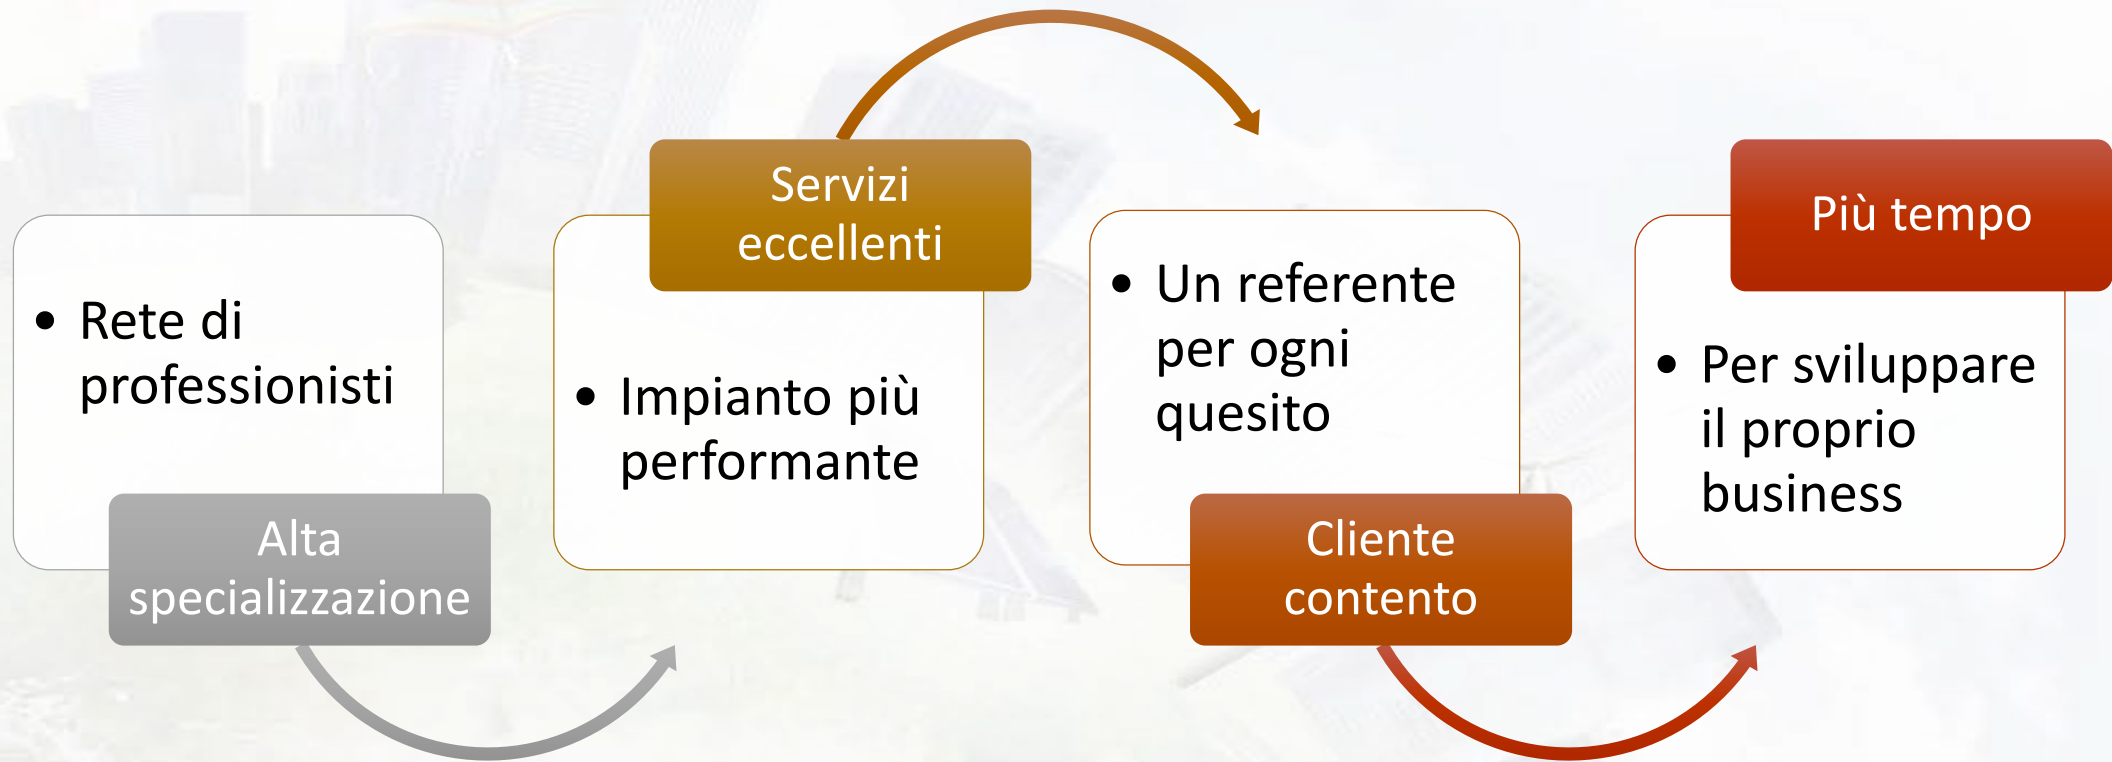 • Rete di
professionisti
Alta
specializzazione
Servizi
eccellenti
• Impianto più
performante
• Un referente
per ogni
quesito
Cliente
contento
Più tempo
• Per sviluppare
il proprio
business